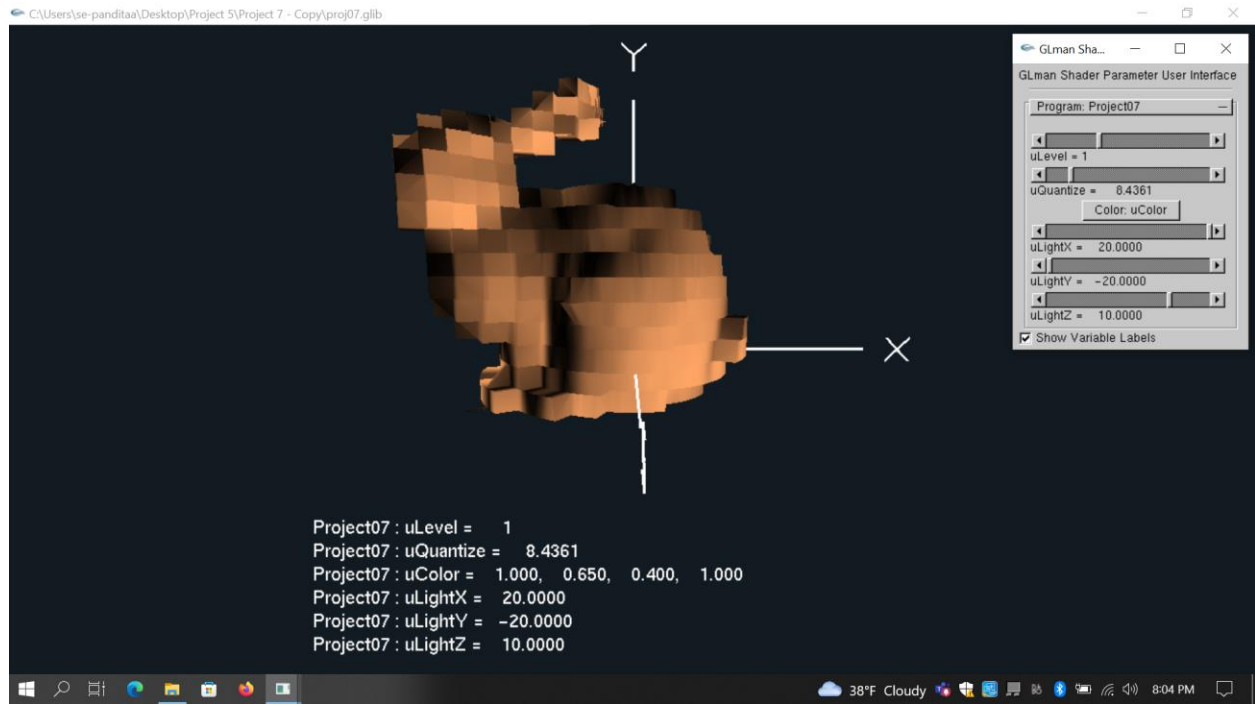 C:\Users\se-panditaa\Desktop\Project 5\Project 7 - Copy\proj07.glib
Y
X
GLman Sha...
GLman Shader Parameter User Interface
Program: Project07
uLevel = 1
uQuantize = 8.4361
Color: uColor
uLightX = 20.0000
uLightY = -20.0000
uLightZ = 10.0000
Show Variable Labels
Project07 : uLevel = 1
Project07 : uQuantize = 8.4361
Project07 : uColor = 1.000, 0.650, 0.400, 1.000
Project07 : uLightX = 20.0000
Project07 : uLightY = -20.0000
Project07 : uLightZ = 10.0000
38°F Cloudy 8:04 PM